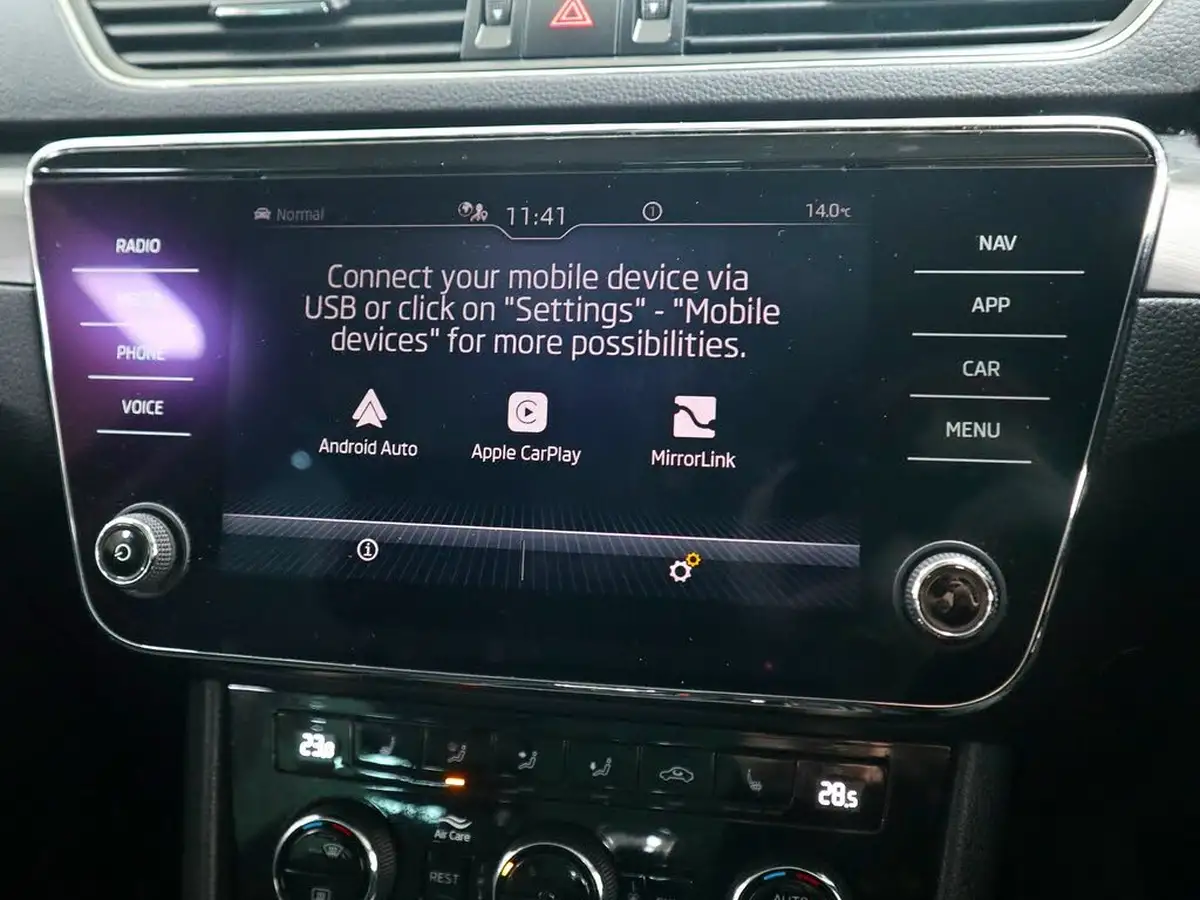 Normal
11:41
1
14.0°C
RADIO
PHONE
VOICE
NAV
APP
CAR
MENU
Connect your mobile device via
USB or click on "Settings" - "Mobile
devices" for more possibilities.
Android Auto
Apple CarPlay
MirrorLink
28.5
Air Care
REST
AUTO